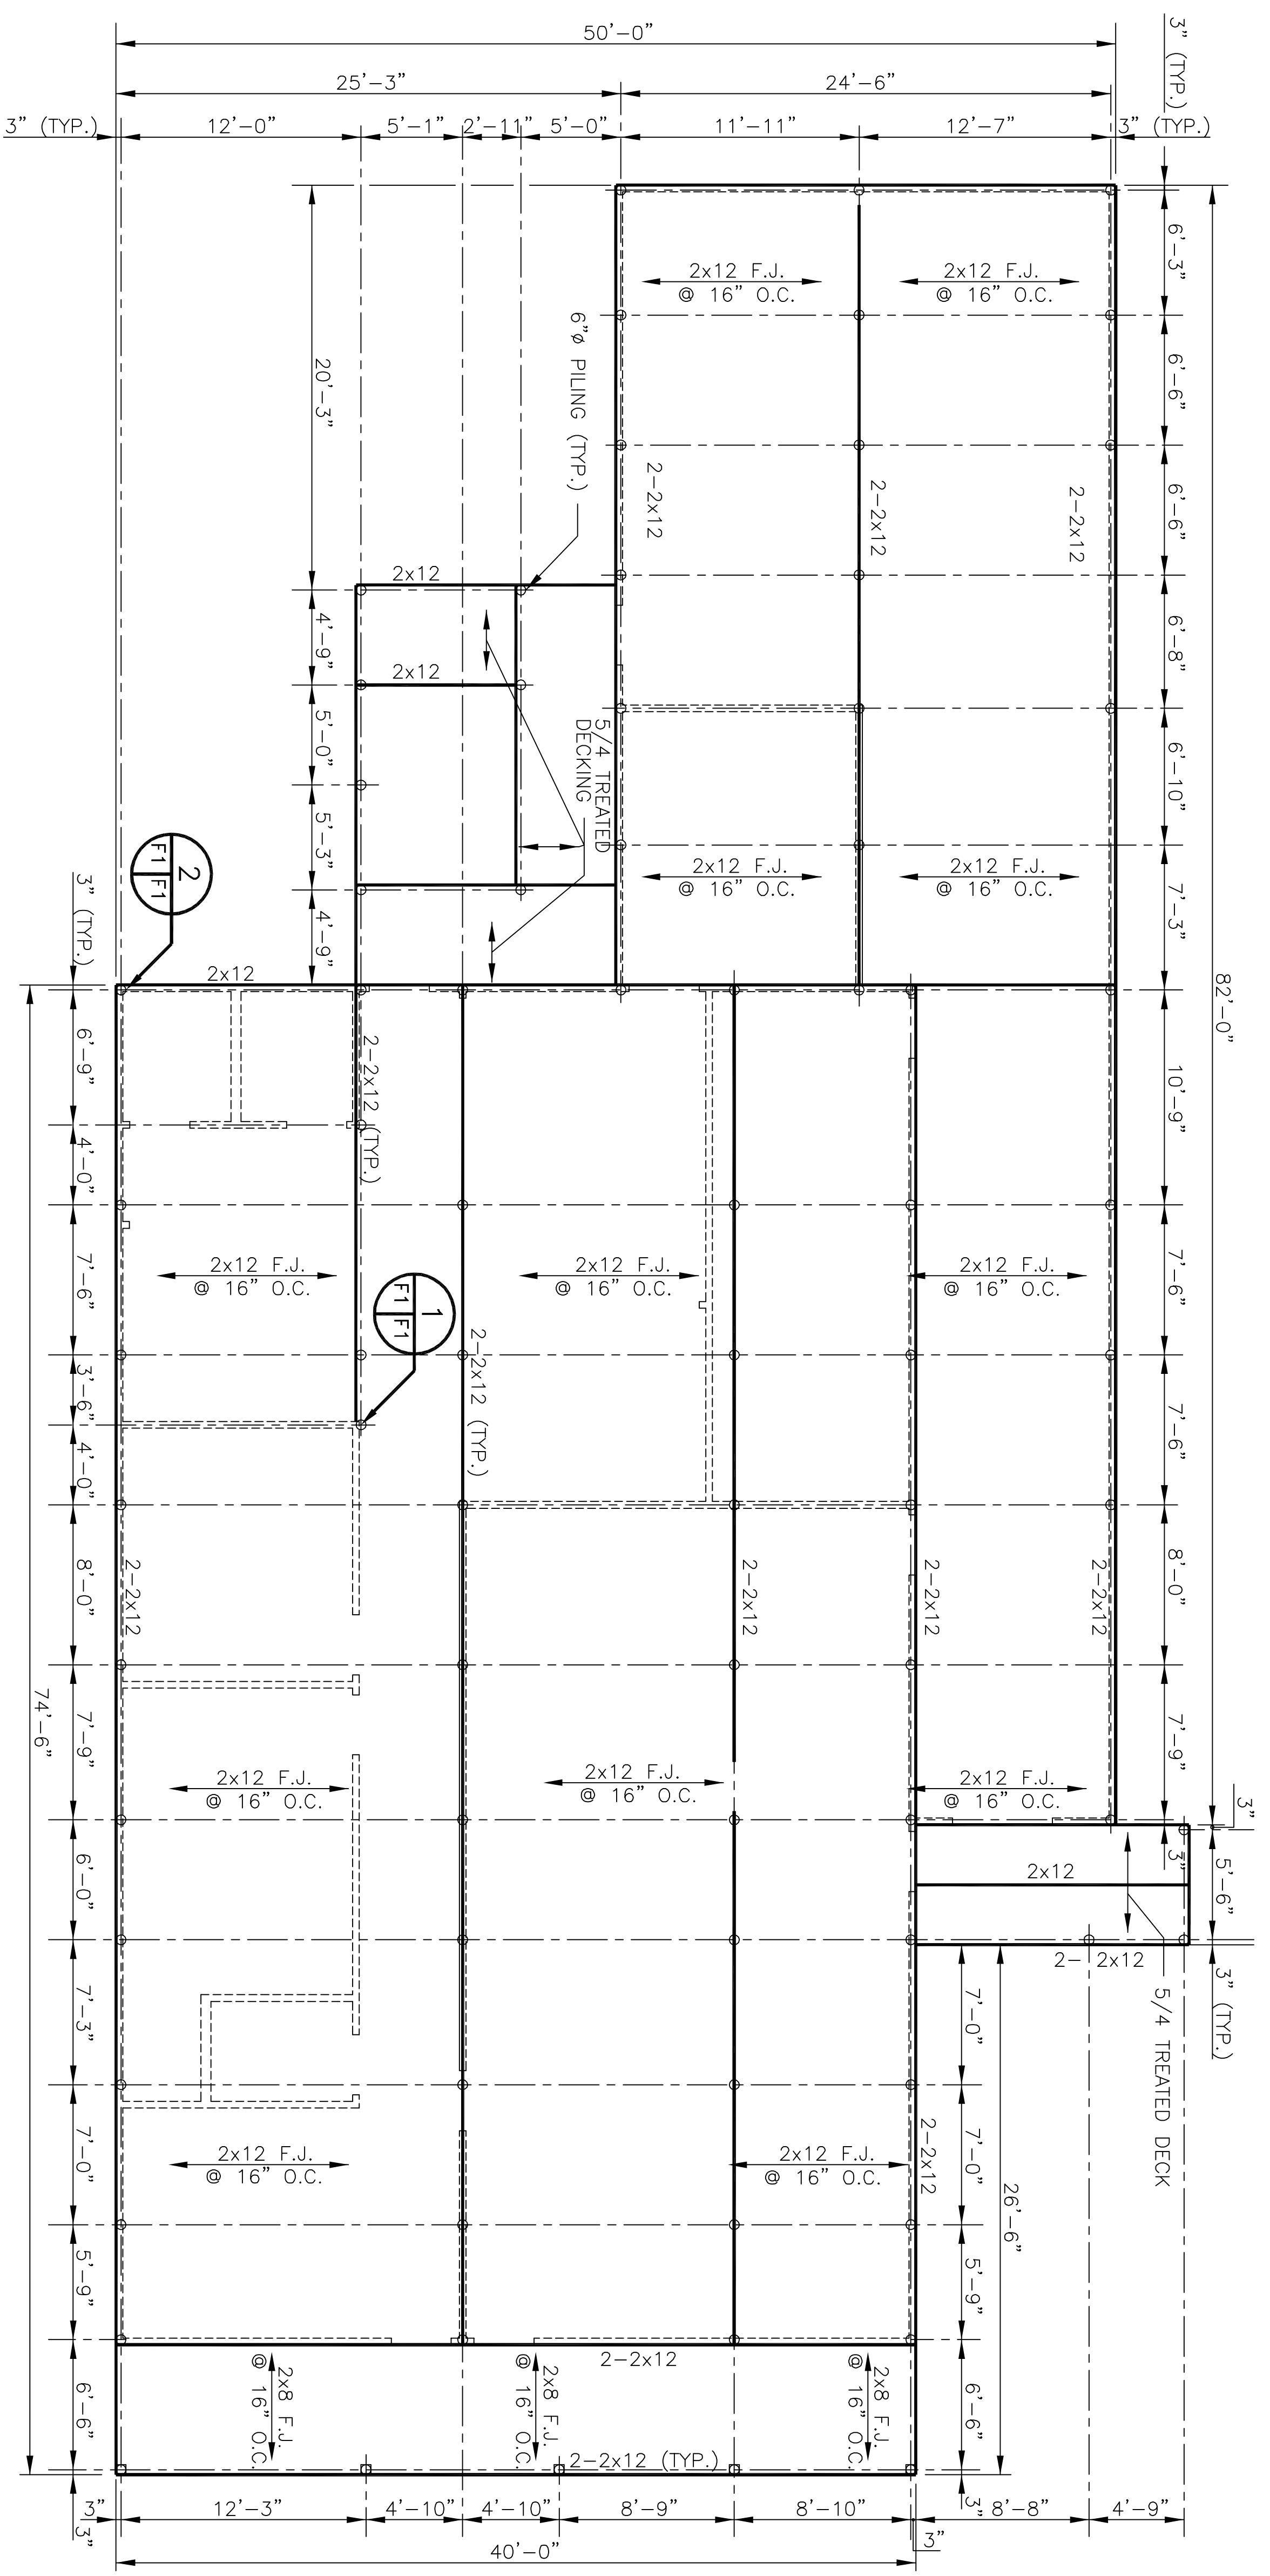 50'-0"
25'-3"
24'-6"
3" (TYP.)
3" (TYP.)
12'-0"
5'-1"
2'-11"
5'-0"
11'-11"
12'-7"
3" (TYP.)
6'-3"
2x12 F.J.
@ 16" O.C.
2x12 F.J.
@ 16" O.C.
6"ø PILING (TYP.)
20'-3"
6'-6"
2-2x12
2-2x12
2-2x12
6'-6"
2x12
4'-9"
6'-8"
2x12
5'-0"
5/4 TREATED
DECKING
6'-10"
5'-3"
2x12 F.J.
@ 16" O.C.
2x12 F.J.
@ 16" O.C.
7'-3"
2
F1
F1
3" (TYP.)
4'-9"
2x12
82'-0"
6'-9"
2-2x12 (TYP.)
10'-9"
4'-0"
7'-6"
2x12 F.J.
@ 16" O.C.
2x12 F.J.
@ 16" O.C.
2x12 F.J.
@ 16" O.C.
7'-6"
1
F1
F1
3'-6"
2-2x12 (TYP.)
7'-6"
4'-0"
8'-0"
2-2x12
2-2x12
2-2x12
2-2x12
8'-0"
74'-6"
7'-9"
2x12 F.J.
@ 16" O.C.
2x12 F.J.
@ 16" O.C.
2x12 F.J.
@ 16" O.C.
7'-9"
3"
3"
6'-0"
2x12
5'-6"
2- 2x12
3" (TYP.)
7'-3"
7'-0"
5/4 TREATED DECK
7'-0"
2x12 F.J.
@ 16" O.C.
2x12 F.J.
@ 16" O.C.
2-2x12
7'-0"
26'-6"
5'-9"
5'-9"
2-2x12
6'-6"
2x8 F.J.
@ 16" O.C.
2x8 F.J.
@ 16" O.C.
2x8 F.J.
@ 16" O.C.
6'-6"
2-2x12 (TYP.)
3"
3"
12'-3"
4'-10"
4'-10"
8'-9"
8'-10"
3"
3"
8'-8"
4'-9"
40'-0"